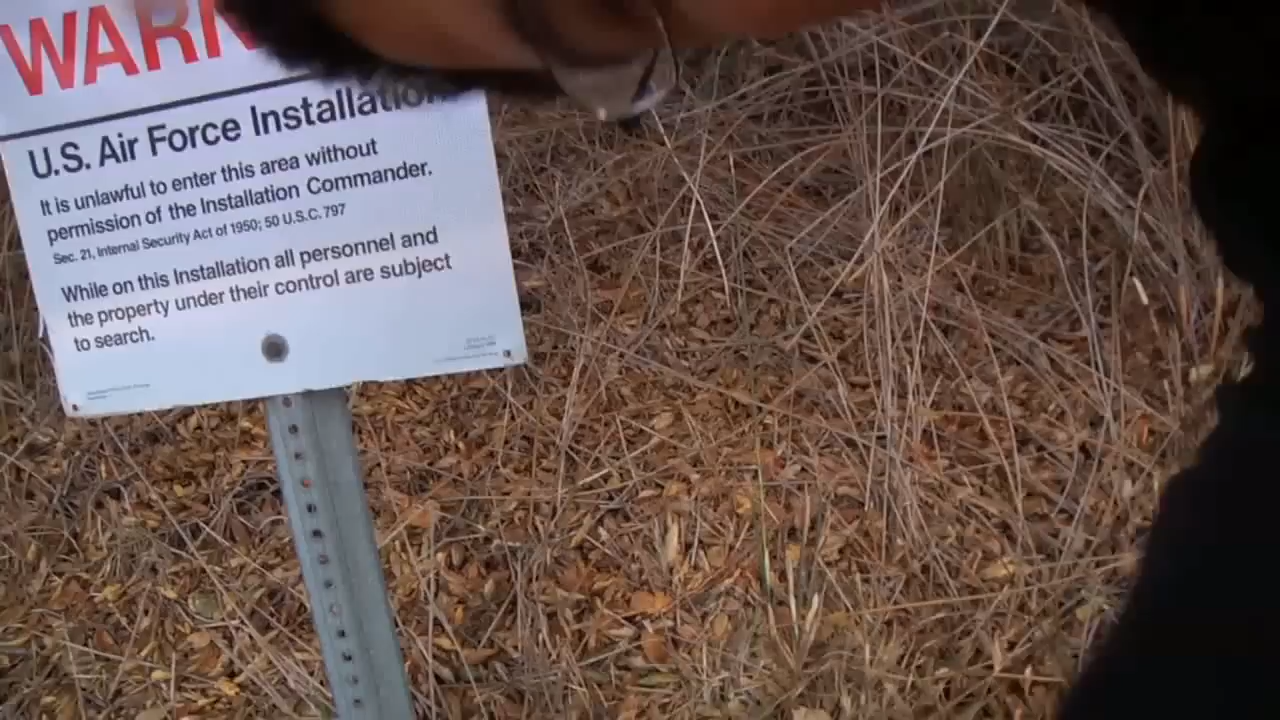 WARN
U.S. Air Force Installation
It is unlawful to enter this area without
permission of the Installation Commander.
Sec. 21, Internal Security Act of 1950; 50 U.S.C. 797
While on this Installation all personnel and
the property under their control are subject
to search.